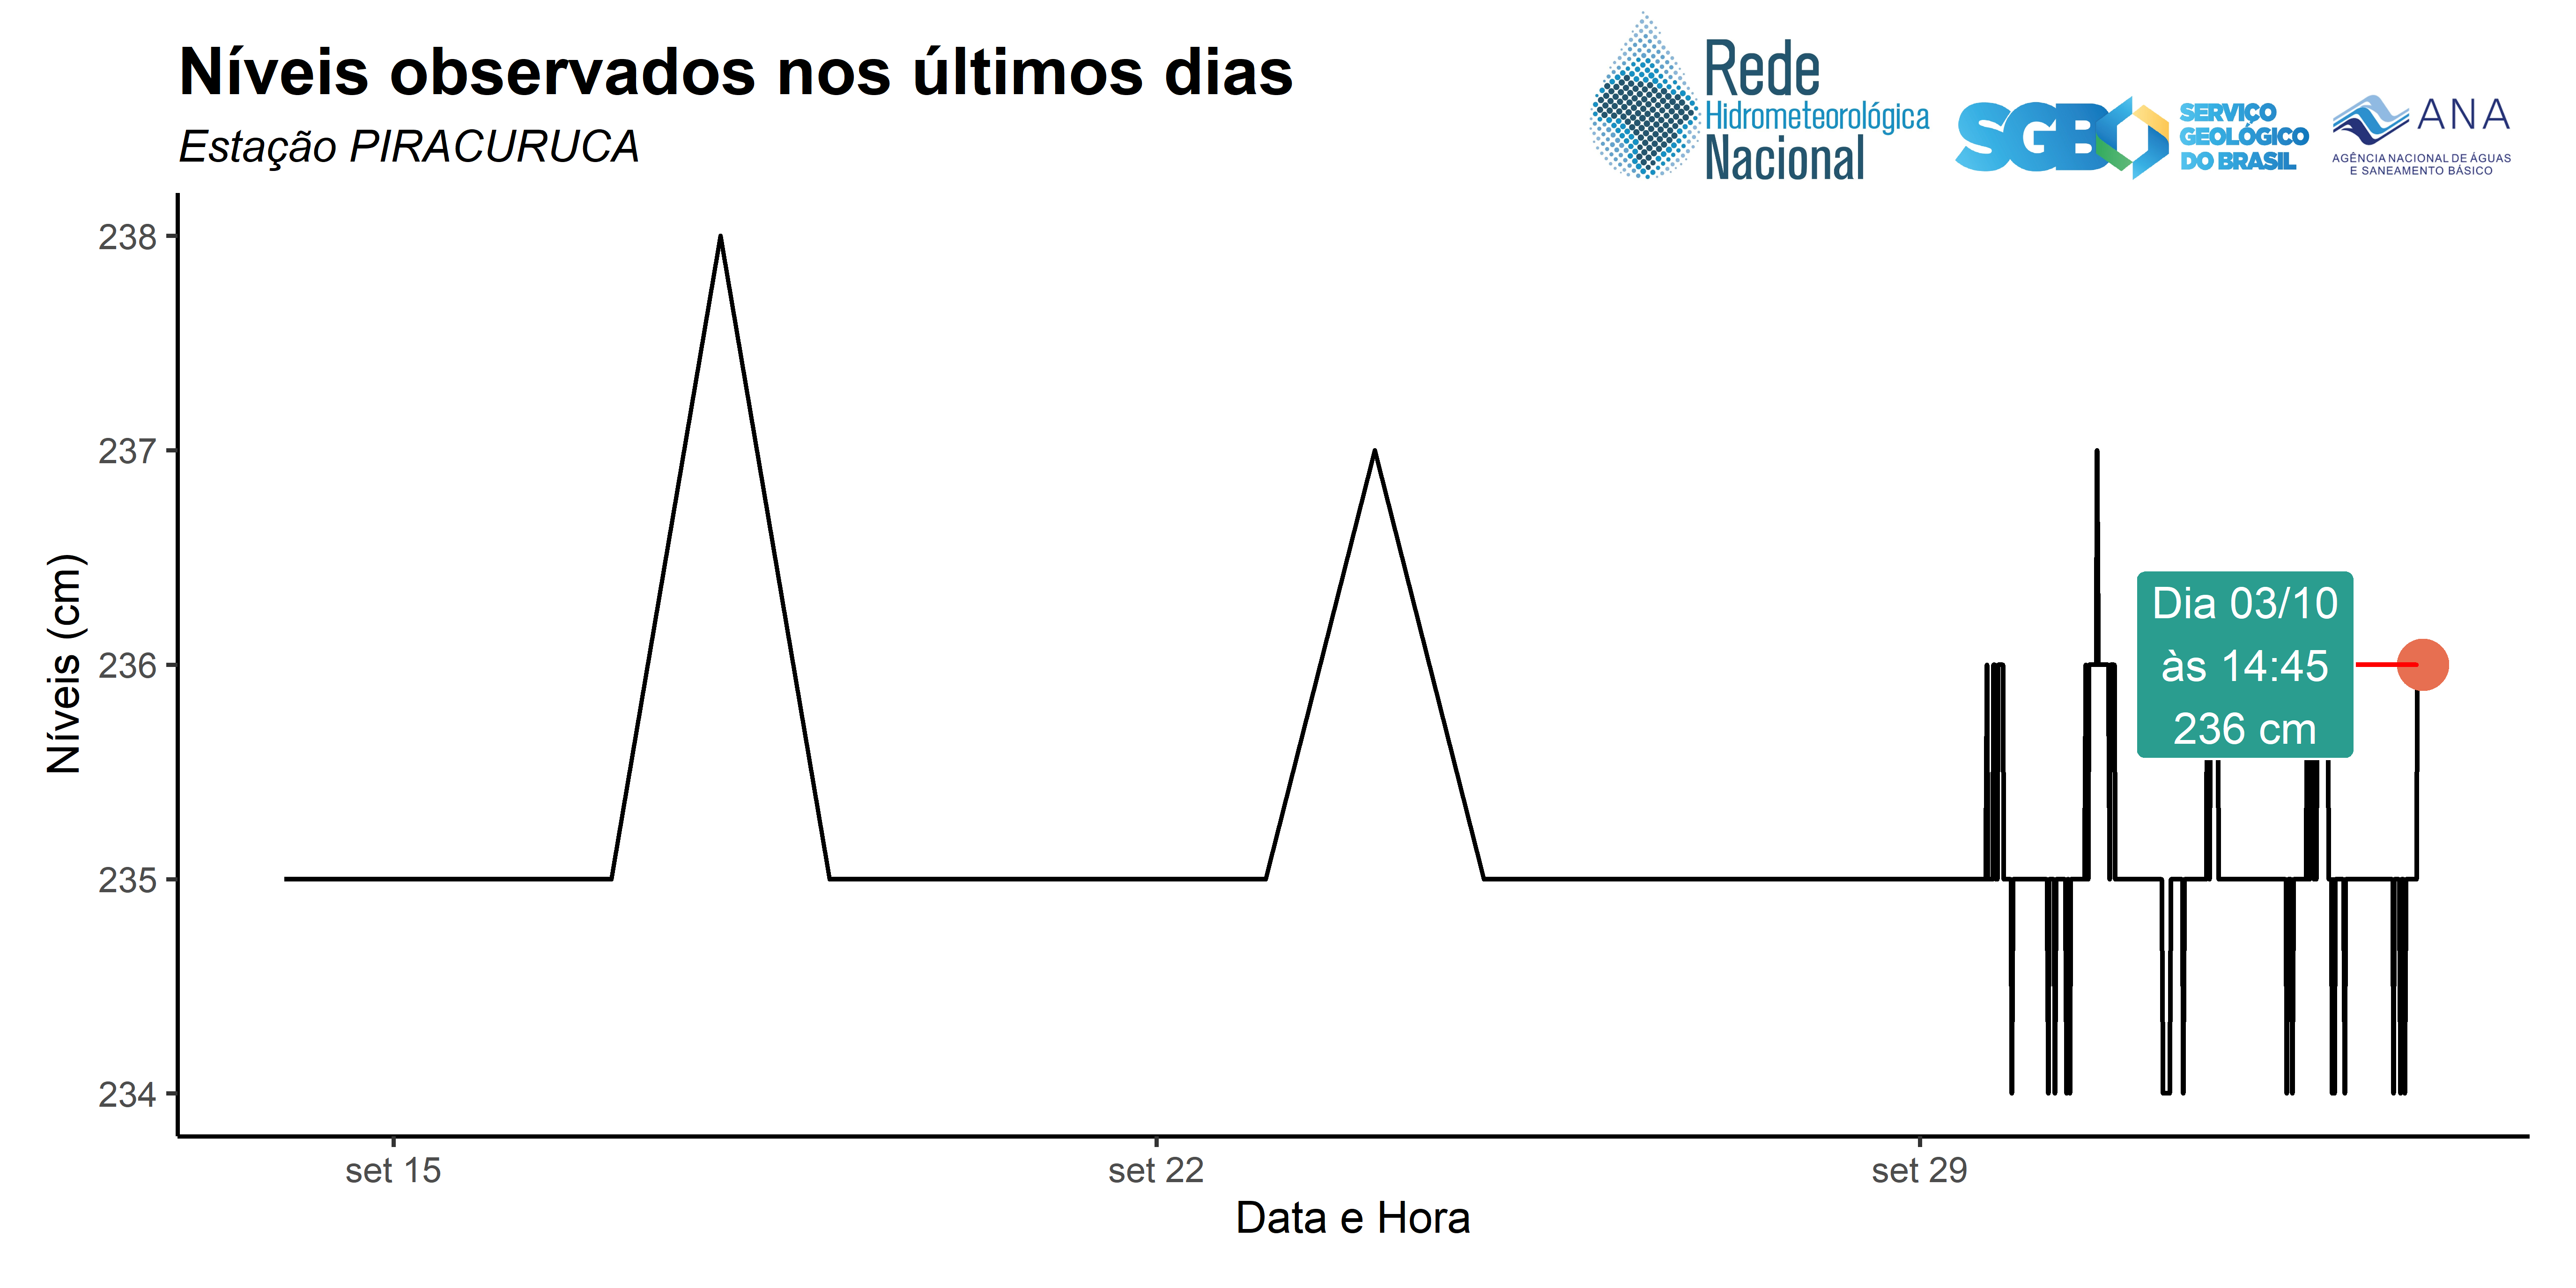 Níveis observados nos últimos dias
Estação PIRACURUCA
Rede
Hidrometeorológica
Nacional
SGB
SERVIÇO
GEOLÓGICO
DO BRASIL
ANA
AGÊNCIA NACIONAL DE ÁGUAS
E SANEAMENTO BÁSICO
Níveis (cm)
238
237
236
235
234
Dia 03/10
às 14:45
236 cm
set 15
set 22
set 29
Data e Hora